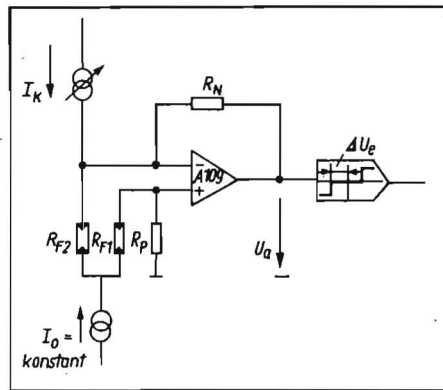 I_K
R_N
ΔU_e
−
A109
+
R_F2
R_F1
R_P
U_a
I_0 =
konstant